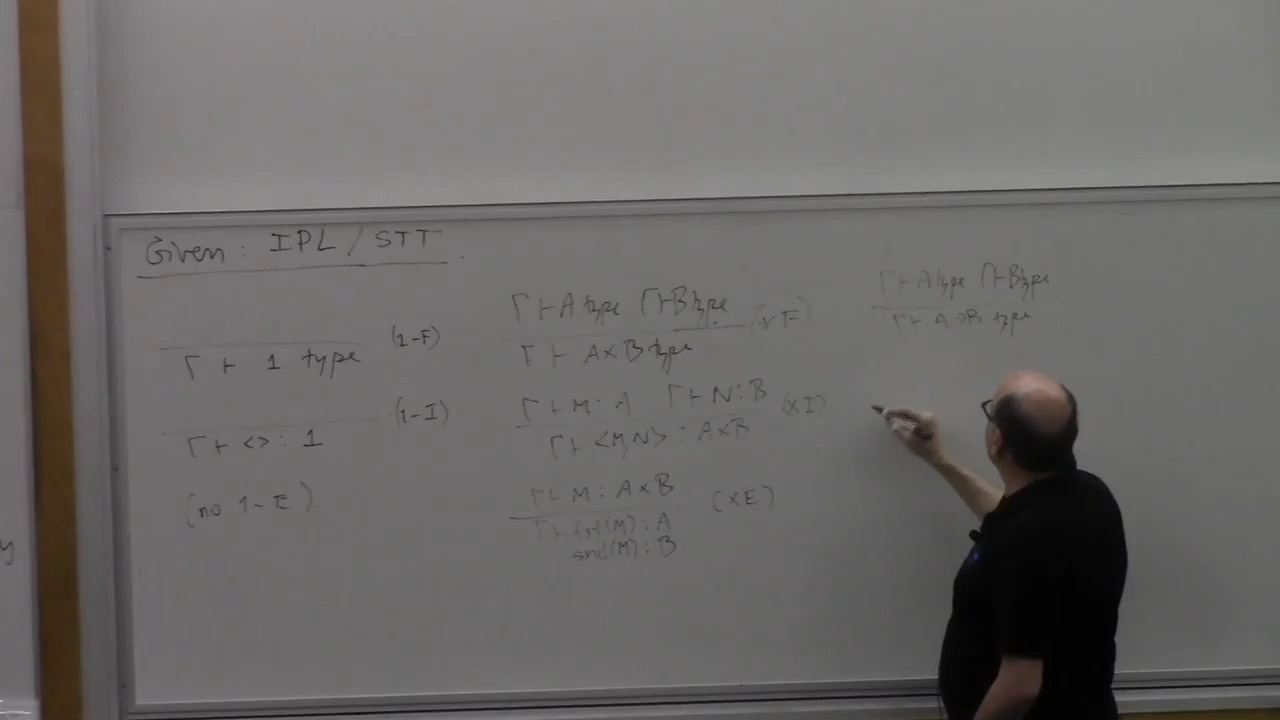 Given: IPL / STT
Γ ⊢ 1 type (1-F)
Γ ⊢ <> : 1 (1-I)
(no 1-E)
Γ ⊢ A type Γ ⊢ B type
Γ ⊢ A×B type (×F)
Γ ⊢ M : A Γ ⊢ N : B
Γ ⊢ <M,N> : A×B (×I)
Γ ⊢ M : A×B
Γ ⊢ fst(M) : A (×E)
snd(M) : B
Γ ⊢ A type Γ ⊢ B type
Γ ⊢ A→B type